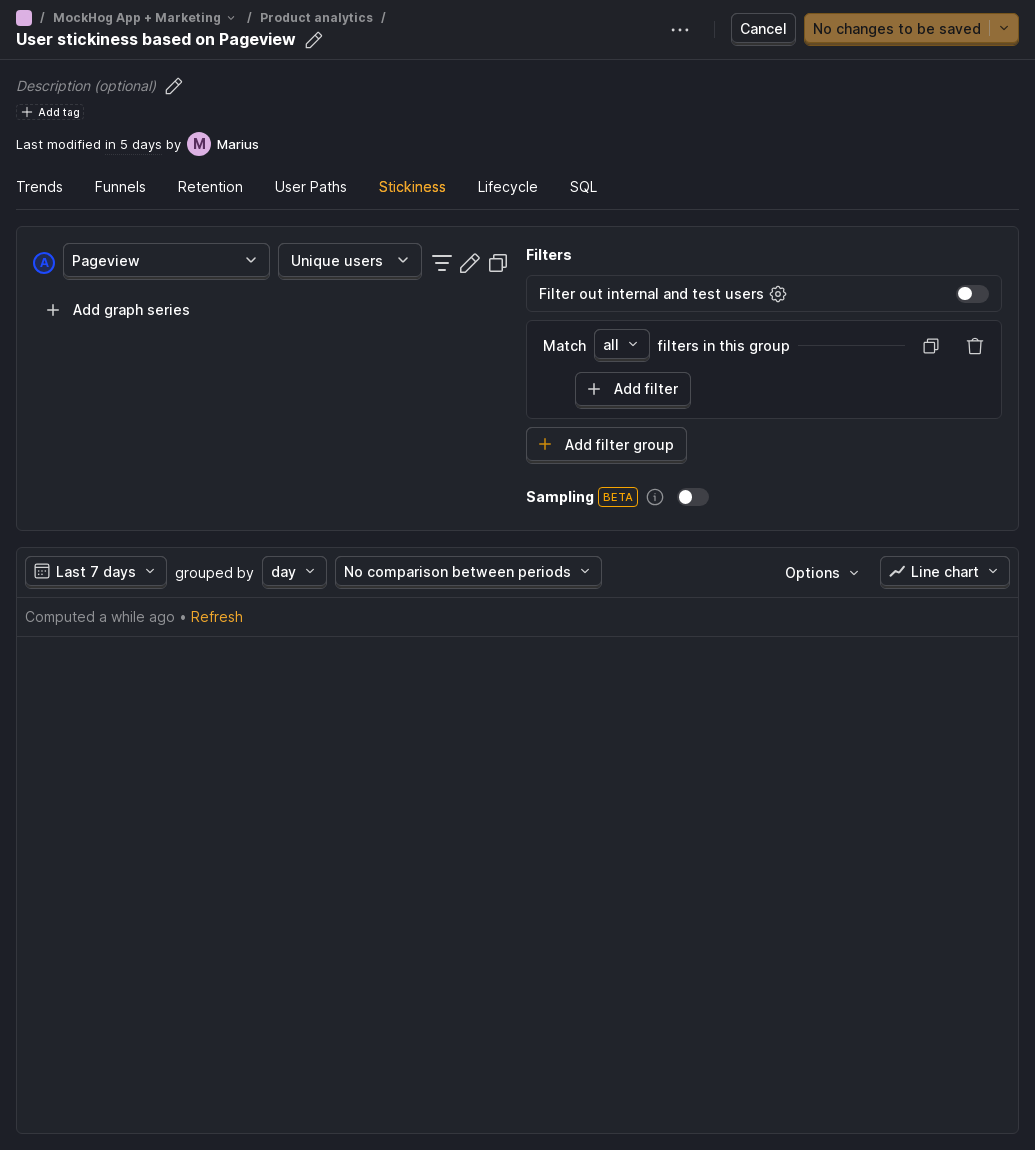 / MockHog App + Marketing / Product analytics /
User stickiness based on Pageview
Cancel
No changes to be saved
Description (optional)
Add tag
Last modified in 5 days by M Marius
Trends Funnels Retention User Paths Stickiness Lifecycle SQL
A Pageview Unique users
Add graph series
Filters
Filter out internal and test users
Match all filters in this group
Add filter
Add filter group
Sampling BETA
Last 7 days grouped by day No comparison between periods Options Line chart
Computed a while ago • Refresh